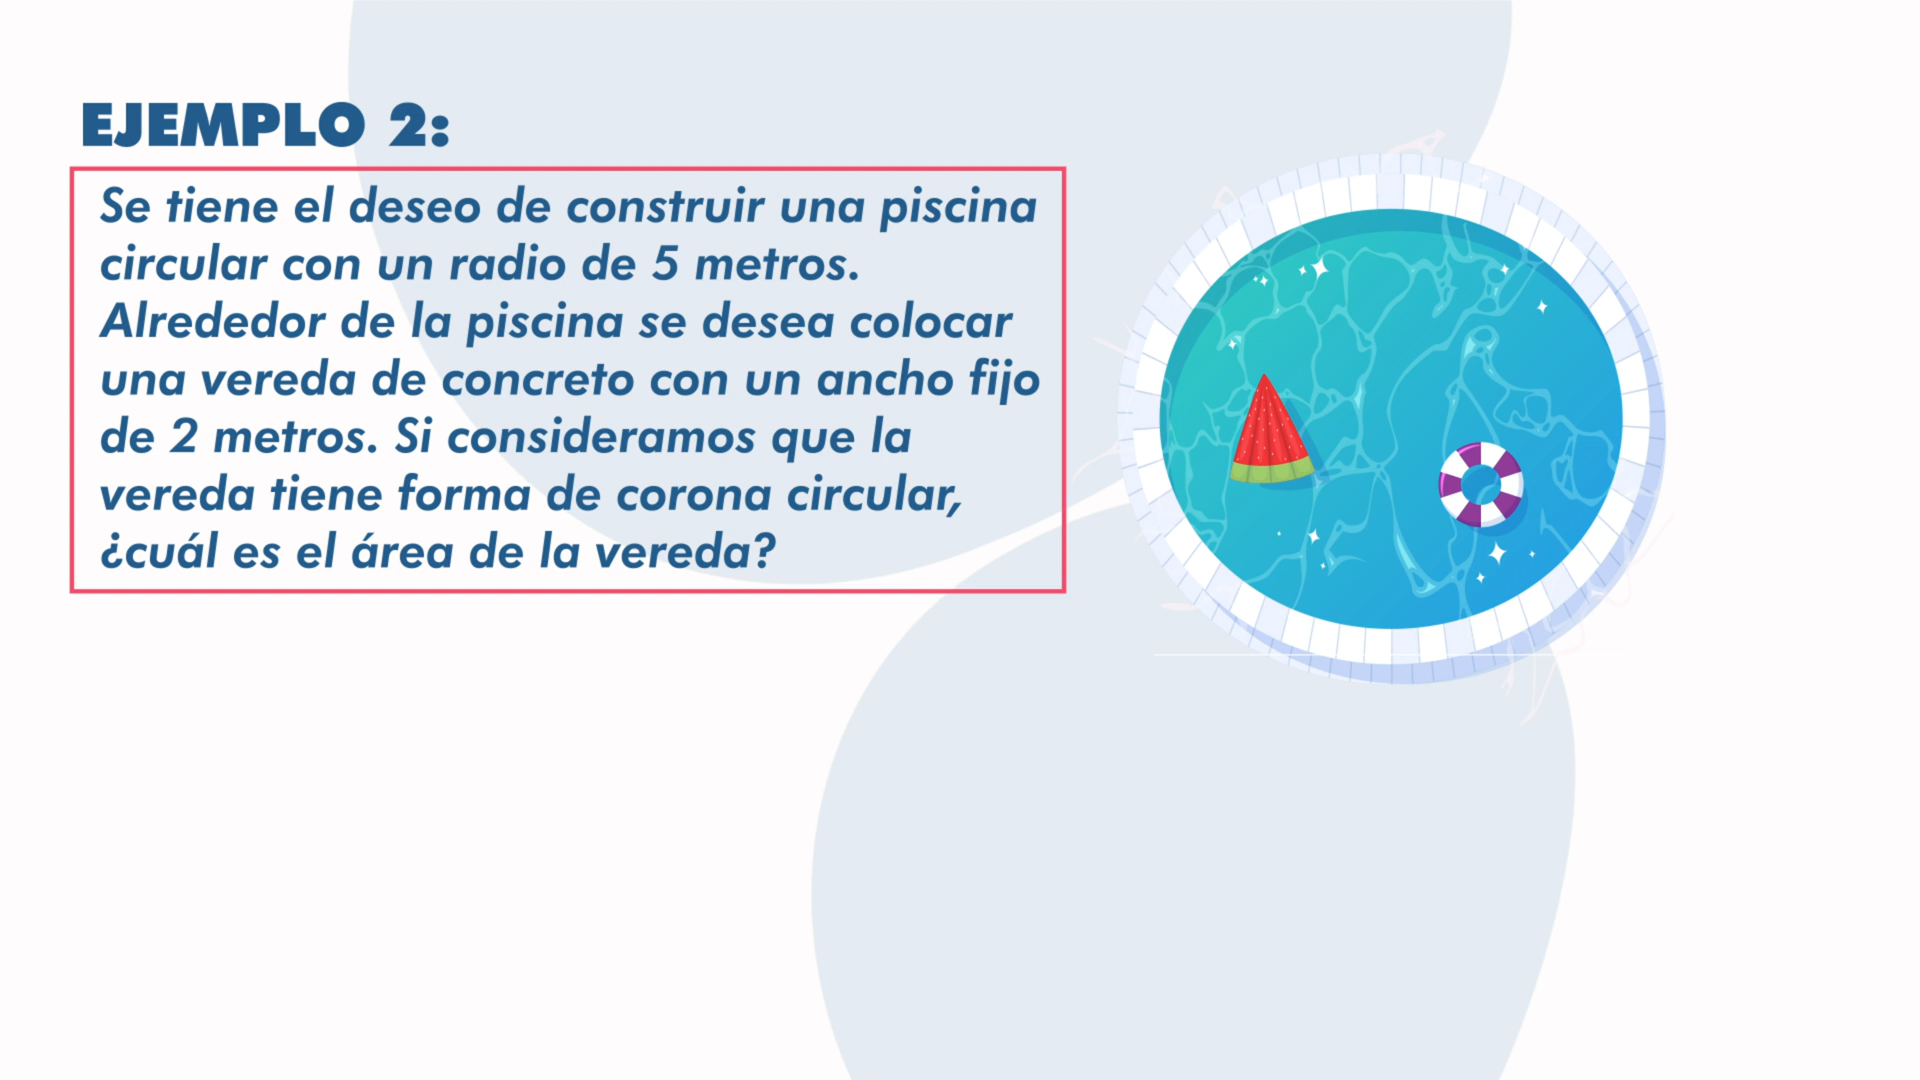 EJEMPLO 2:
Se tiene el deseo de construir una piscina
circular con un radio de 5 metros.
Alrededor de la piscina se desea colocar
una vereda de concreto con un ancho fijo
de 2 metros. Si consideramos que la
vereda tiene forma de corona circular,
¿cuál es el área de la vereda?